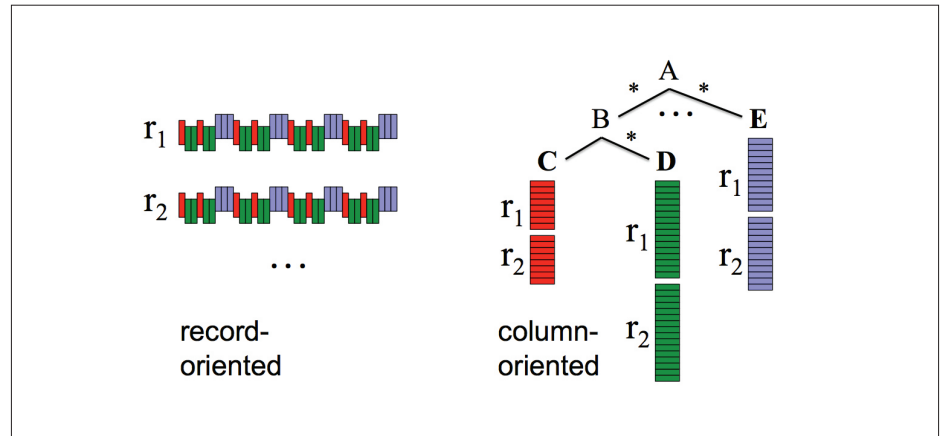 r1
r2
...
record-
oriented
A
* *
B ... E
*
C D
r1
r2
r1
r2
r1
r2
column-
oriented